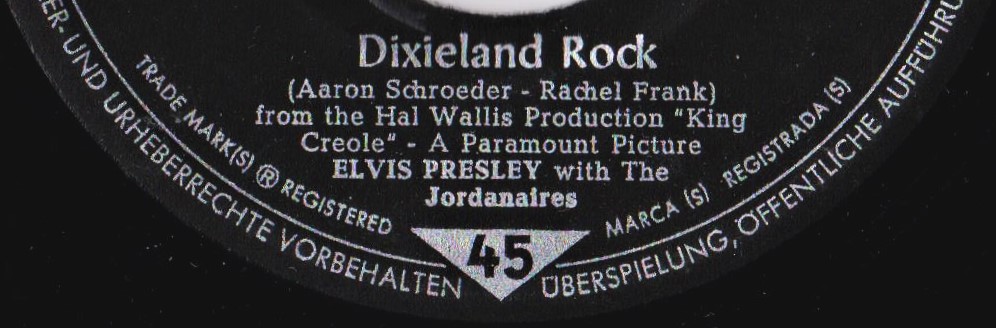 Dixieland Rock
(Aaron Schroeder - Rachel Frank)
from the Hal Wallis Production "King
Creole" - A Paramount Picture
ELVIS PRESLEY with The
Jordanaires
TRADE MARK(S) ® REGISTERED
MARCA (S) REGISTRADA (S)
45
UND URHEBERRECHTE VORBEHALTEN
ÜBERSPIELUNG, ÖFFENTLICHE